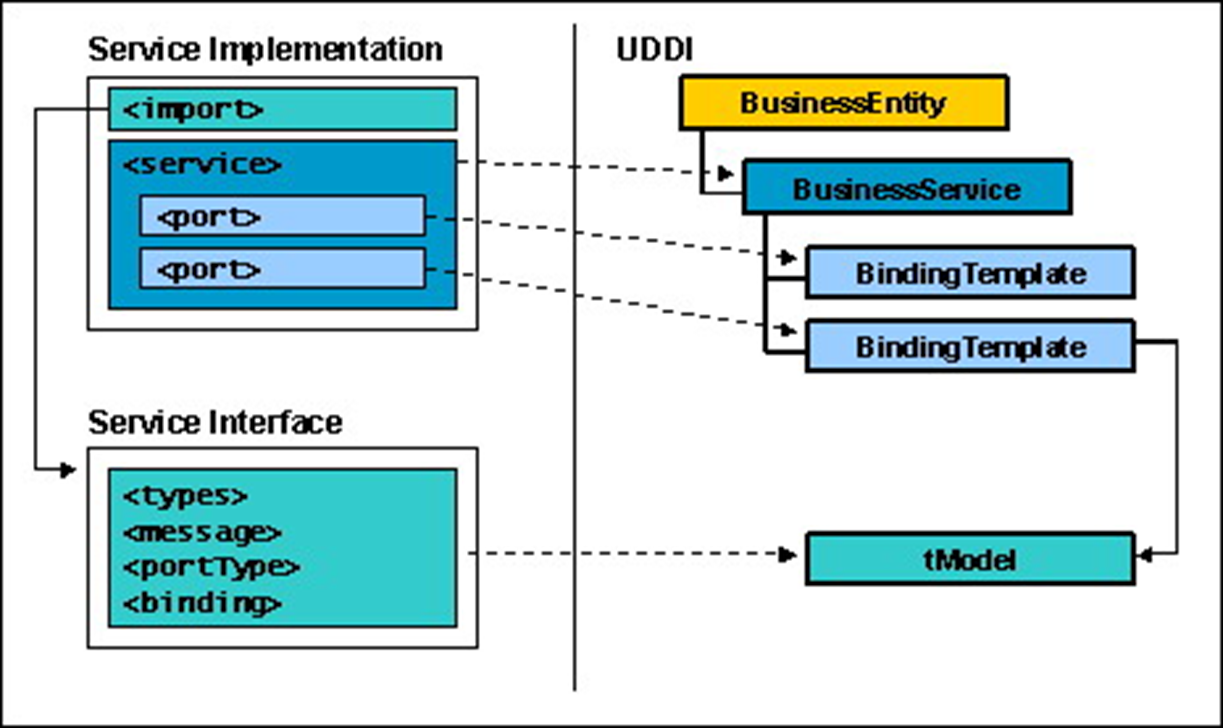 Service Implementation
<import>
<service>
<port>
<port>
Service Interface
<types>
<message>
<portType>
<binding>
UDDI
BusinessEntity
BusinessService
BindingTemplate
BindingTemplate
tModel